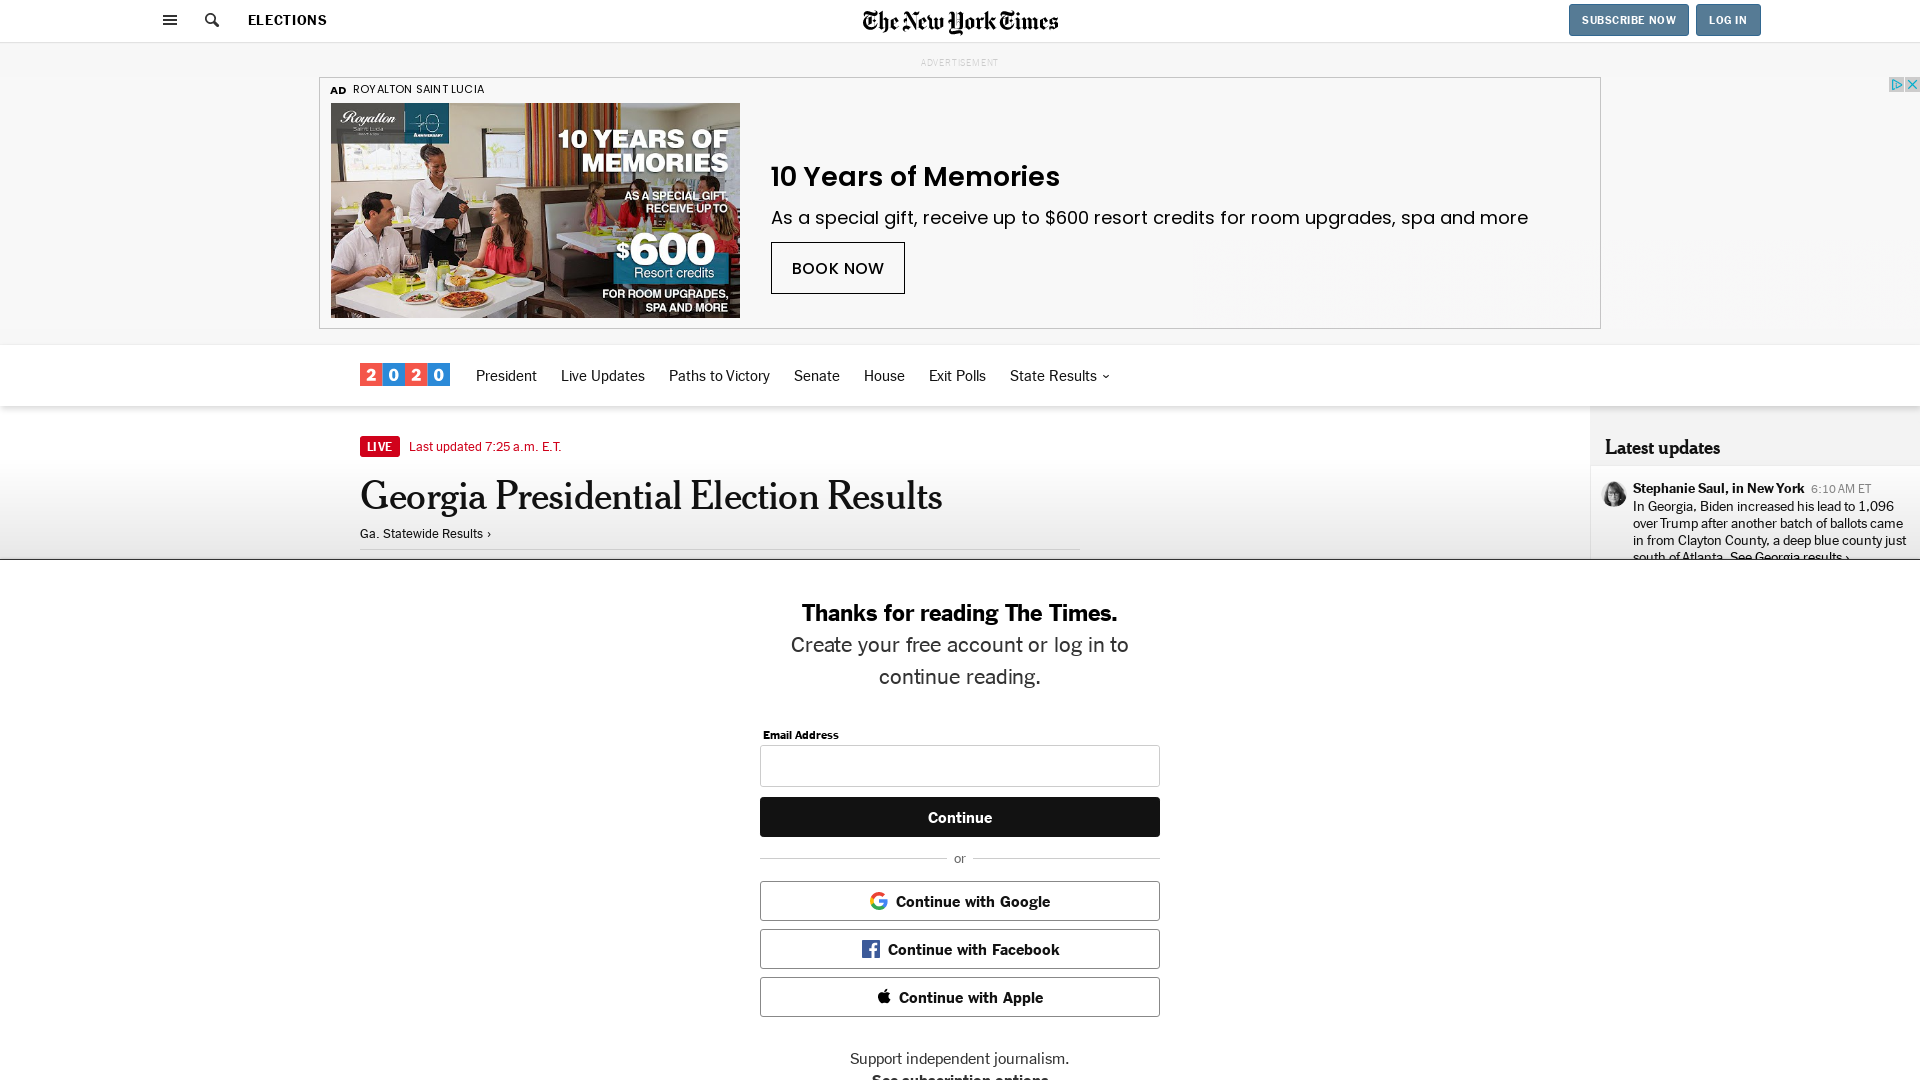 ELECTIONS
The New York Times
SUBSCRIBE NOW
LOG IN
ADVERTISEMENT
AD ROYALTON SAINT LUCIA
Royalton
Saint Lucia
10
ANNIVERSARY
10 YEARS OF
MEMORIES
AS A SPECIAL GIFT,
RECEIVE UP TO
$600
Resort credits
FOR ROOM UPGRADES,
SPA AND MORE
10 Years of Memories
As a special gift, receive up to $600 resort credits for room upgrades, spa and more
BOOK NOW
2020
President
Live Updates
Paths to Victory
Senate
House
Exit Polls
State Results
LIVE Last updated 7:25 a.m. E.T.
Georgia Presidential Election Results
Ga. Statewide Results ›
Latest updates
Stephanie Saul, in New York 6:10 AM ET
In Georgia, Biden increased his lead to 1,096
over Trump after another batch of ballots came
in from Clayton County, a deep blue county just
south of Atlanta. See Georgia results ›
Thanks for reading The Times.
Create your free account or log in to
continue reading.
Email Address
Continue
or
Continue with Google
Continue with Facebook
Continue with Apple
Support independent journalism.
See subscription options